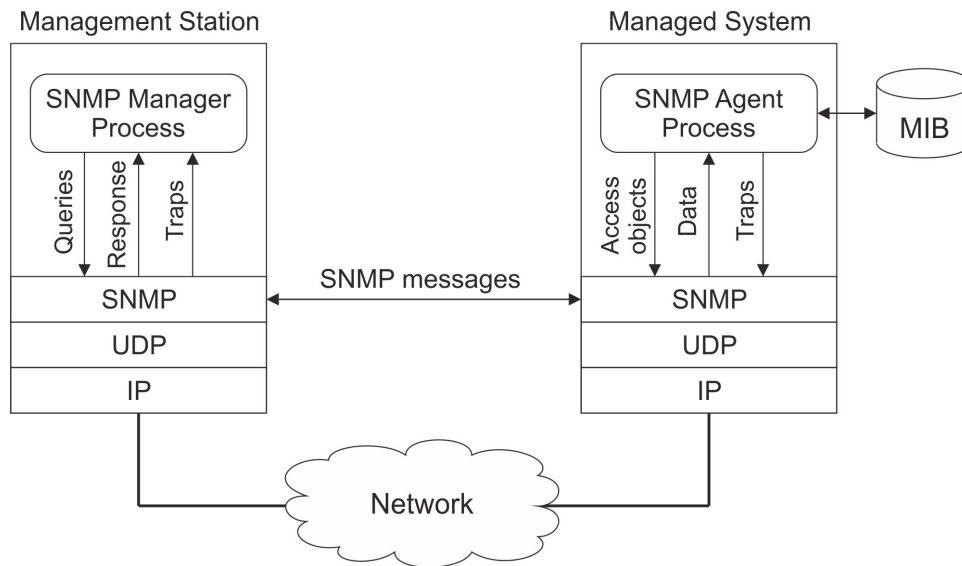 Management Station
SNMP Manager
Process
Queries
Response
Traps
SNMP
UDP
IP
SNMP messages
Managed System
SNMP Agent
Process
MIB
Access
objects
Data
Traps
SNMP
UDP
IP
Network